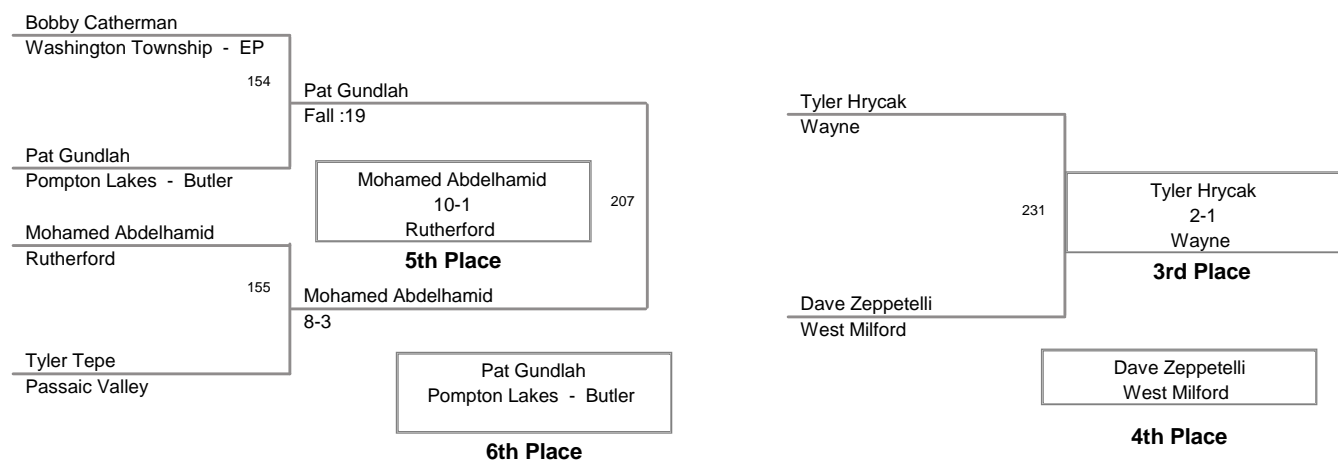 Bobby Catherman
Washington Township - EP
154
Pat Gundlah
Fall :19
Pat Gundlah
Pompton Lakes - Butler
Mohamed Abdelhamid
10-1
Rutherford
5th Place
207
Mohamed Abdelhamid
Rutherford
155
Mohamed Abdelhamid
8-3
Tyler Tepe
Passaic Valley
Pat Gundlah
Pompton Lakes - Butler
6th Place
Tyler Hrycak
Wayne
231
Tyler Hrycak
2-1
Wayne
3rd Place
Dave Zeppetelli
West Milford
Dave Zeppetelli
West Milford
4th Place